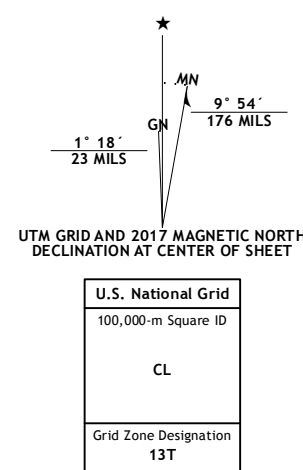 ★
MN
GN
9° 54´
176 MILS
1° 18´
23 MILS
UTM GRID AND 2017 MAGNETIC NORTH
DECLINATION AT CENTER OF SHEET
U.S. National Grid
100,000-m Square ID
CL
Grid Zone Designation
13T